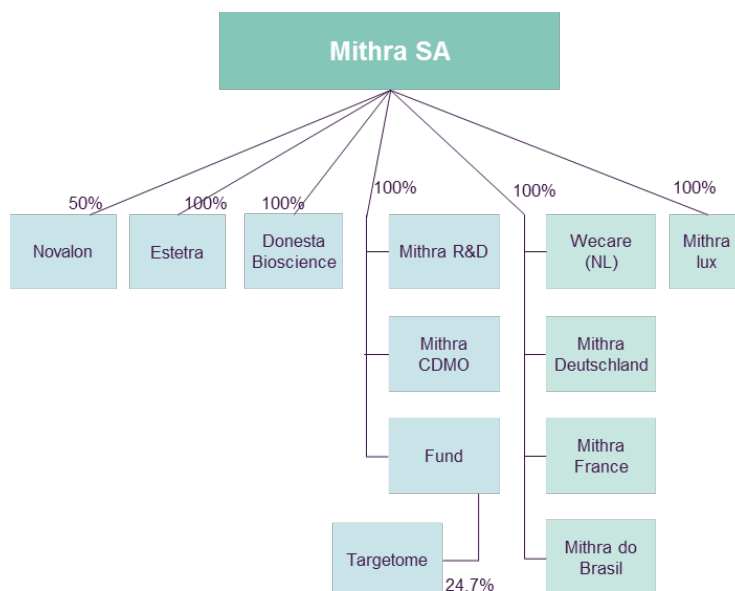 Mithra SA
50%
100%
100%
100%
100%
100%
Novalon
Estetra
Donesta
Bioscience
Mithra R&D
Wecare
(NL)
Mithra
lux
Mithra
CDMO
Mithra
Deutschland
Fund
Mithra
France
Targetome
24.7%
Mithra do
Brasil